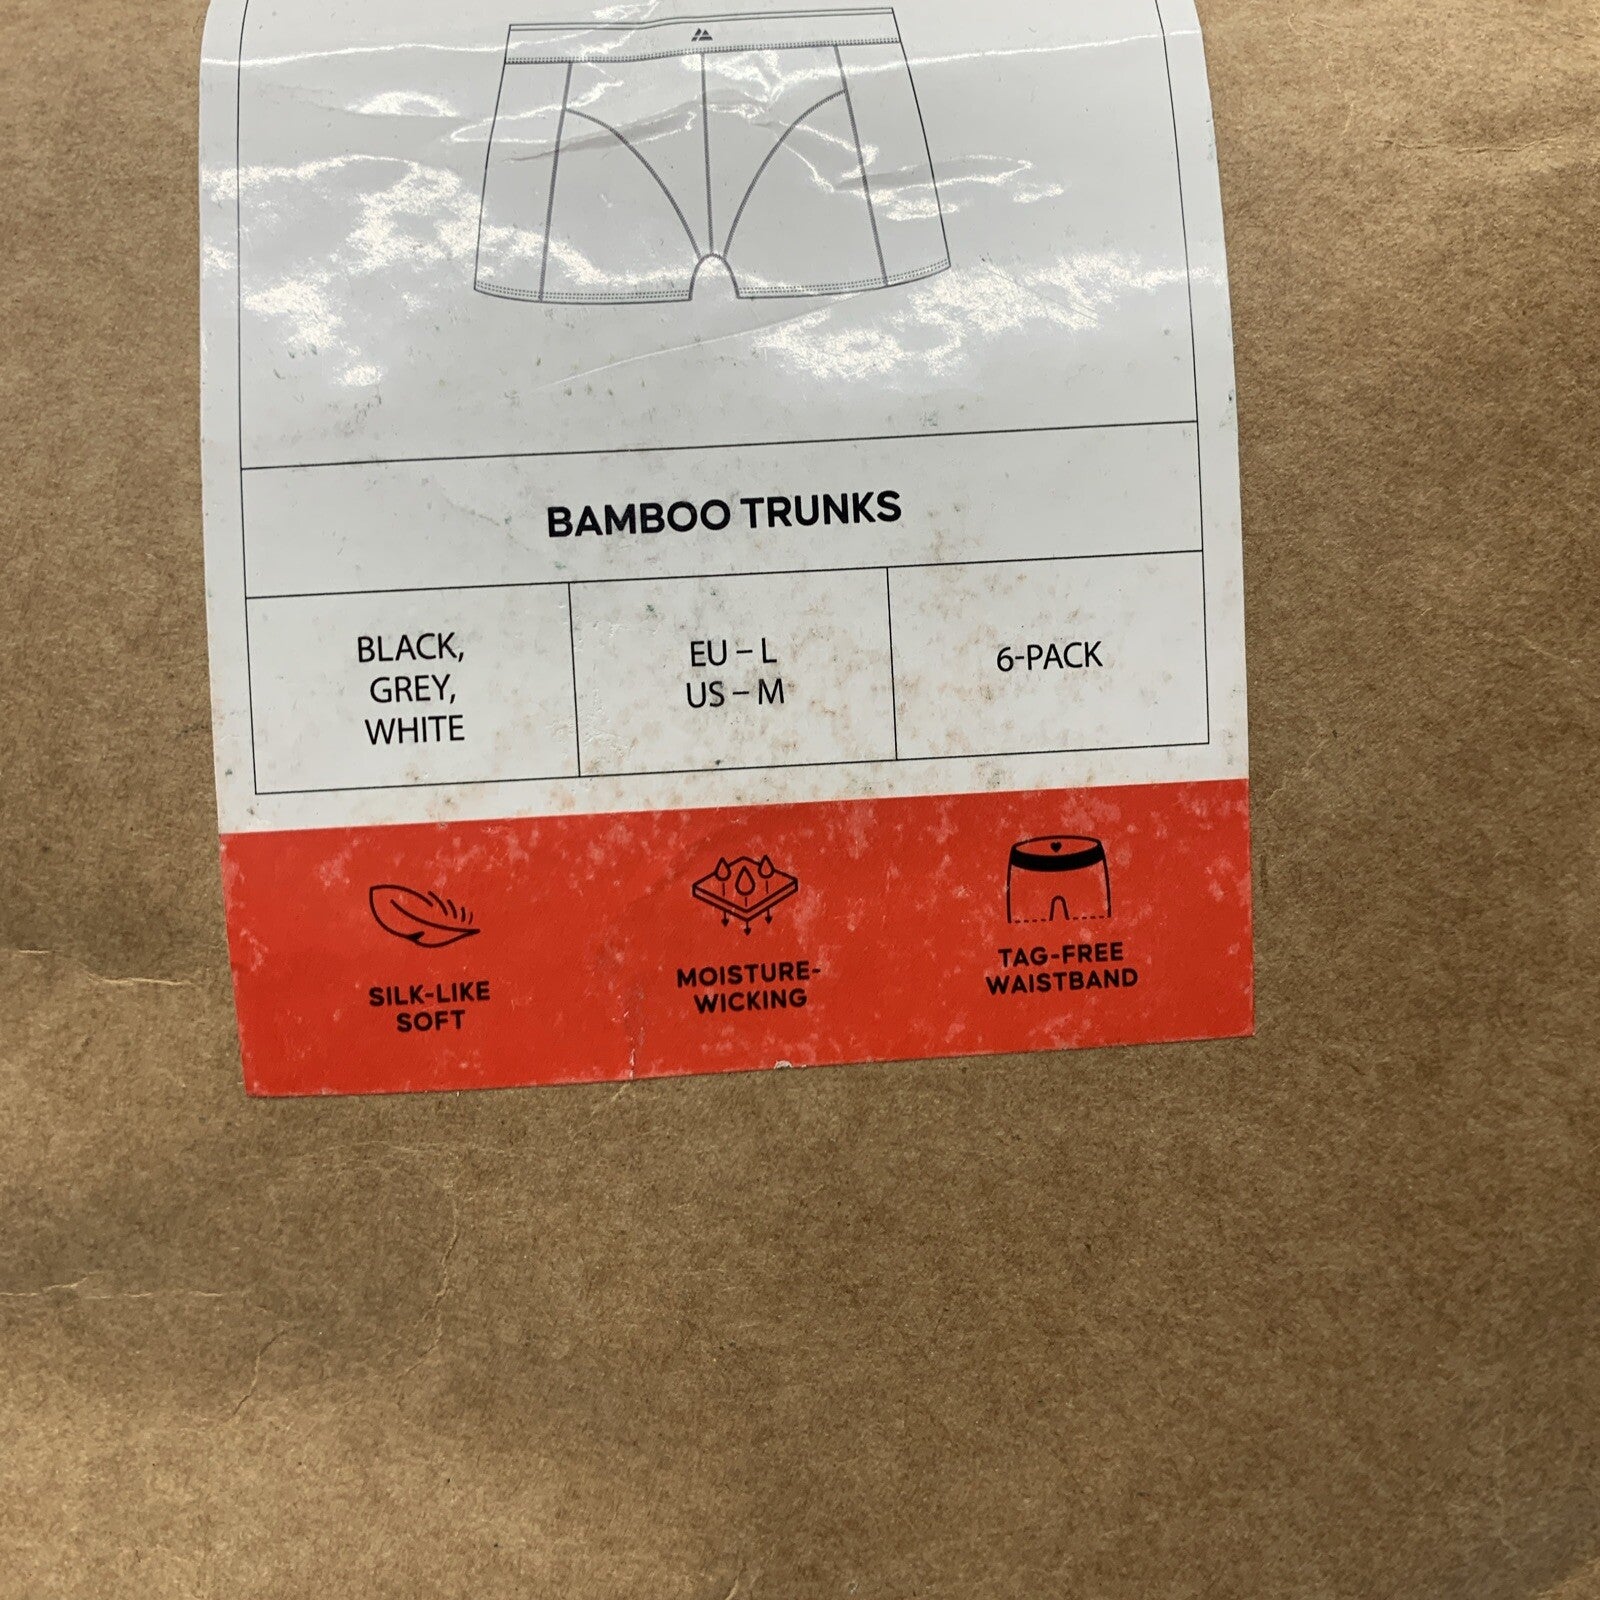 BAMBOO TRUNKS
BLACK,
GREY,
WHITE
EU – L
US – M
6-PACK
SILK-LIKE
SOFT
MOISTURE-
WICKING
TAG-FREE
WAISTBAND